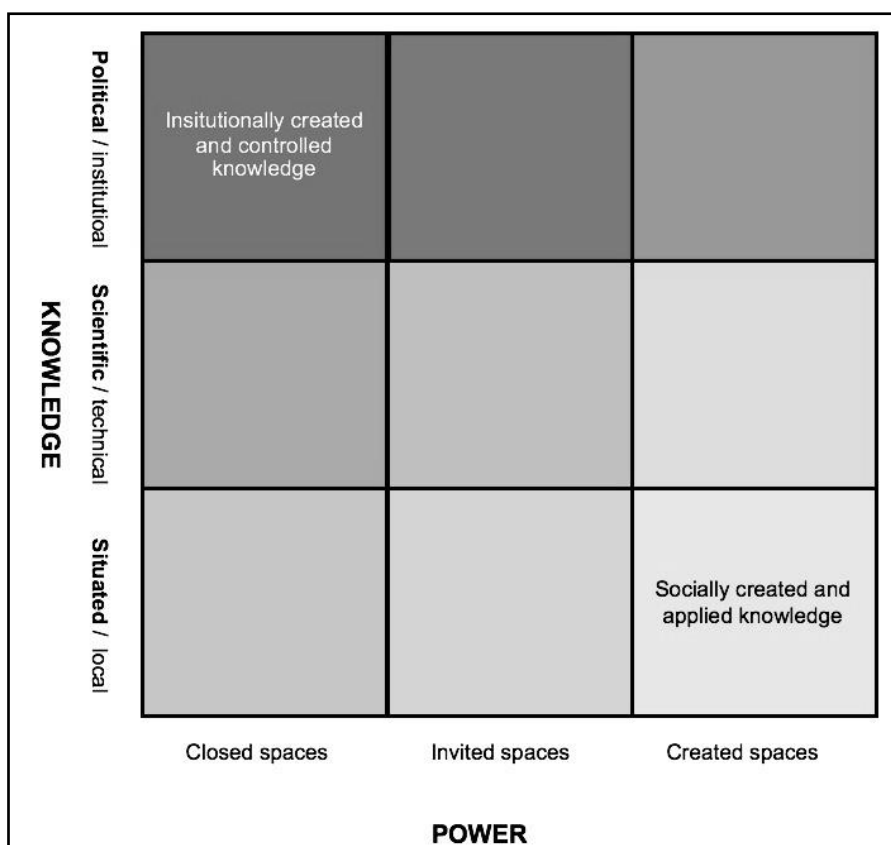 KNOWLEDGE
Political / institutioal
Scientific / technical
Situated / local
Insitutionally created
and controlled
knowledge
Socially created and
applied knowledge
Closed spaces
Invited spaces
Created spaces
POWER